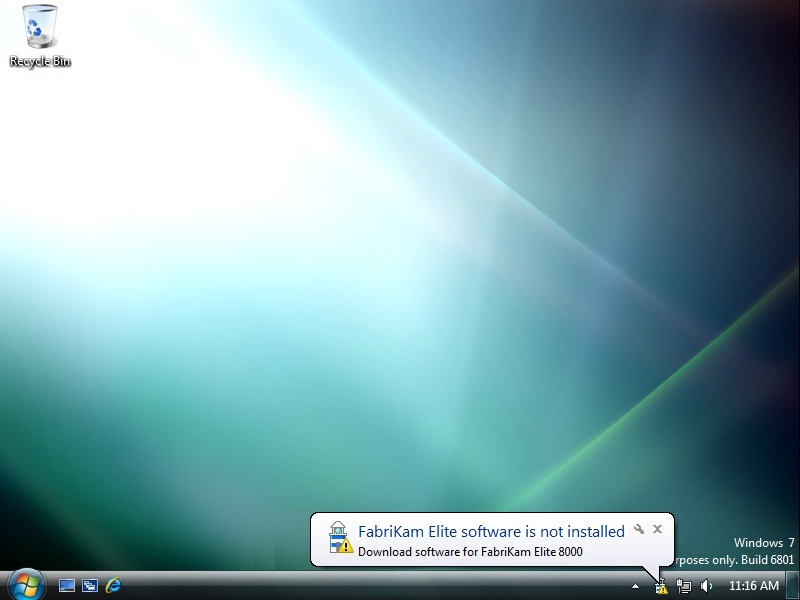 Recycle Bin
FabriKam Elite software is not installed
Download software for FabriKam Elite 8000
Windows 7
purposes only. Build 6801
11:16 AM